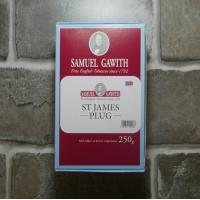 SAMUEL GAWITH
Fine English Tobacco since 1792
SAMUEL GAWITH
ST JAMES
PLUG
250g